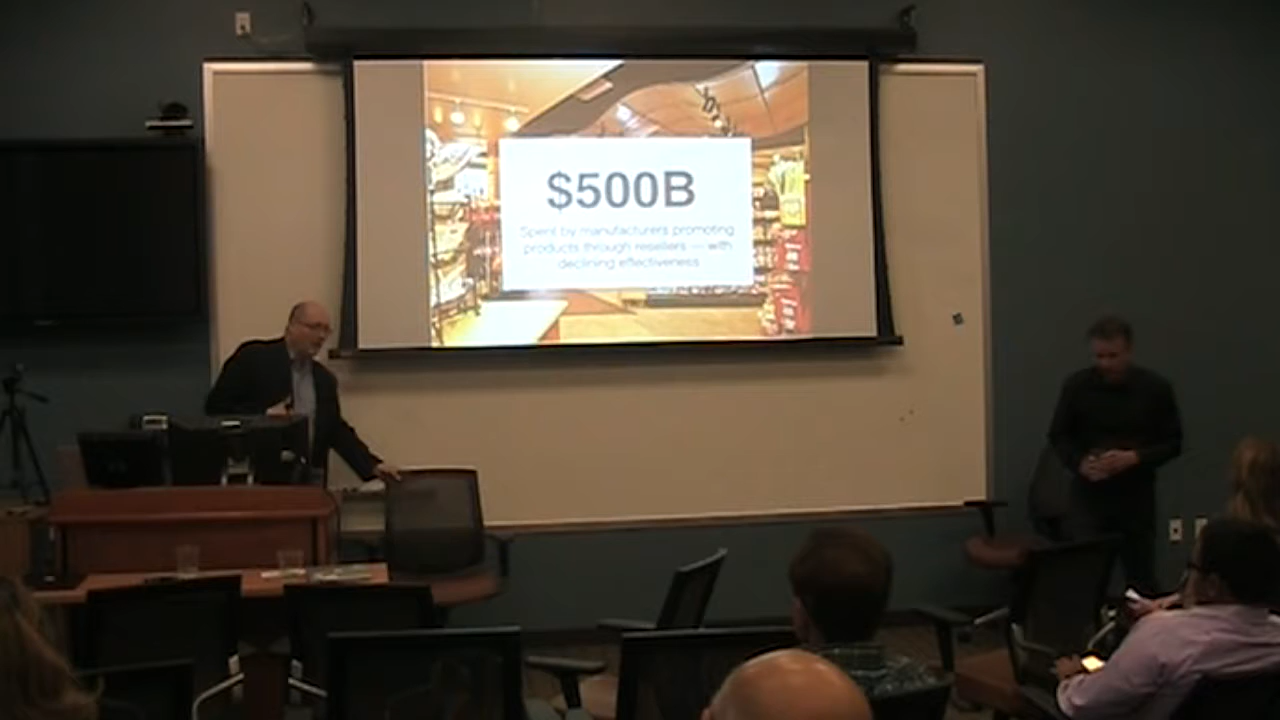 $500B
Spent by manufacturers promoting
products through resellers — with
declining effectiveness